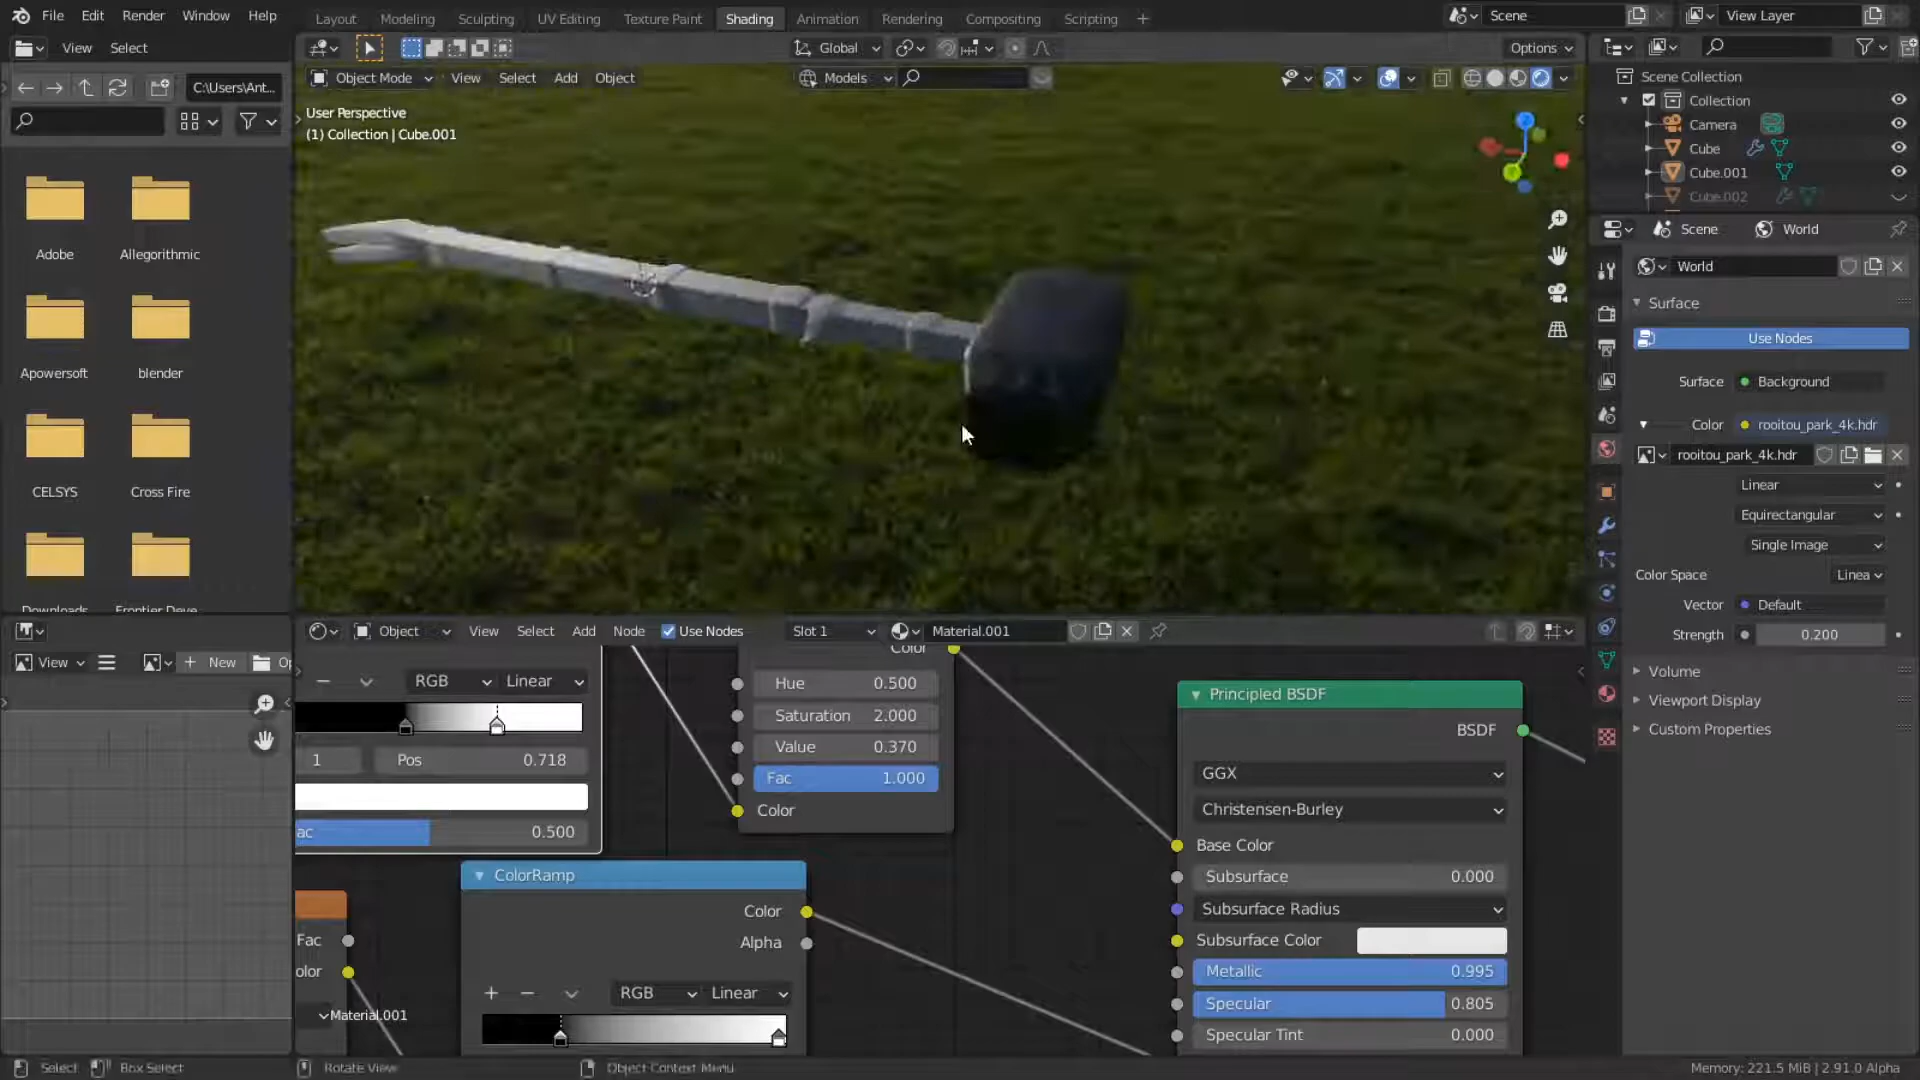 File Edit Render Window Help
Layout Modeling Sculpting UV Editing Texture Paint Shading Animation Rendering Compositing Scripting +
Scene
View Layer
View Select
Global
Options
C:\Users\Ant...
Object Mode View Select Add Object
Models
User Perspective
(1) Collection | Cube.001
Scene Collection
Collection
Camera
Cube
Cube.001
Cube.002
Adobe
Allegorithmic
Apowersoft
blender
CELSYS
Cross Fire
Downloads
Frontier Deve
Scene World
World
Surface
Use Nodes
Surface Background
Color rooitou_park_4k.hdr
rooitou_park_4k.hdr
Linear
Equirectangular
Single Image
Color Space Linea
Vector Default
Strength 0.200
Volume
Viewport Display
Custom Properties
Object View Select Add Node Use Nodes Slot 1 Material.001
View New Op
RGB Linear
1 Pos 0.718
ac 0.500
Color
Hue 0.500
Saturation 2.000
Value 0.370
Fac 1.000
Color
ColorRamp
Color
Alpha
RGB Linear
Fac
olor
Material.001
Principled BSDF
BSDF
GGX
Christensen-Burley
Base Color
Subsurface 0.000
Subsurface Radius
Subsurface Color
Metallic 0.995
Specular 0.805
Specular Tint 0.000
Select Box Select Rotate View Object Context Menu
Memory: 221.5 MiB | 2.91.0 Alpha